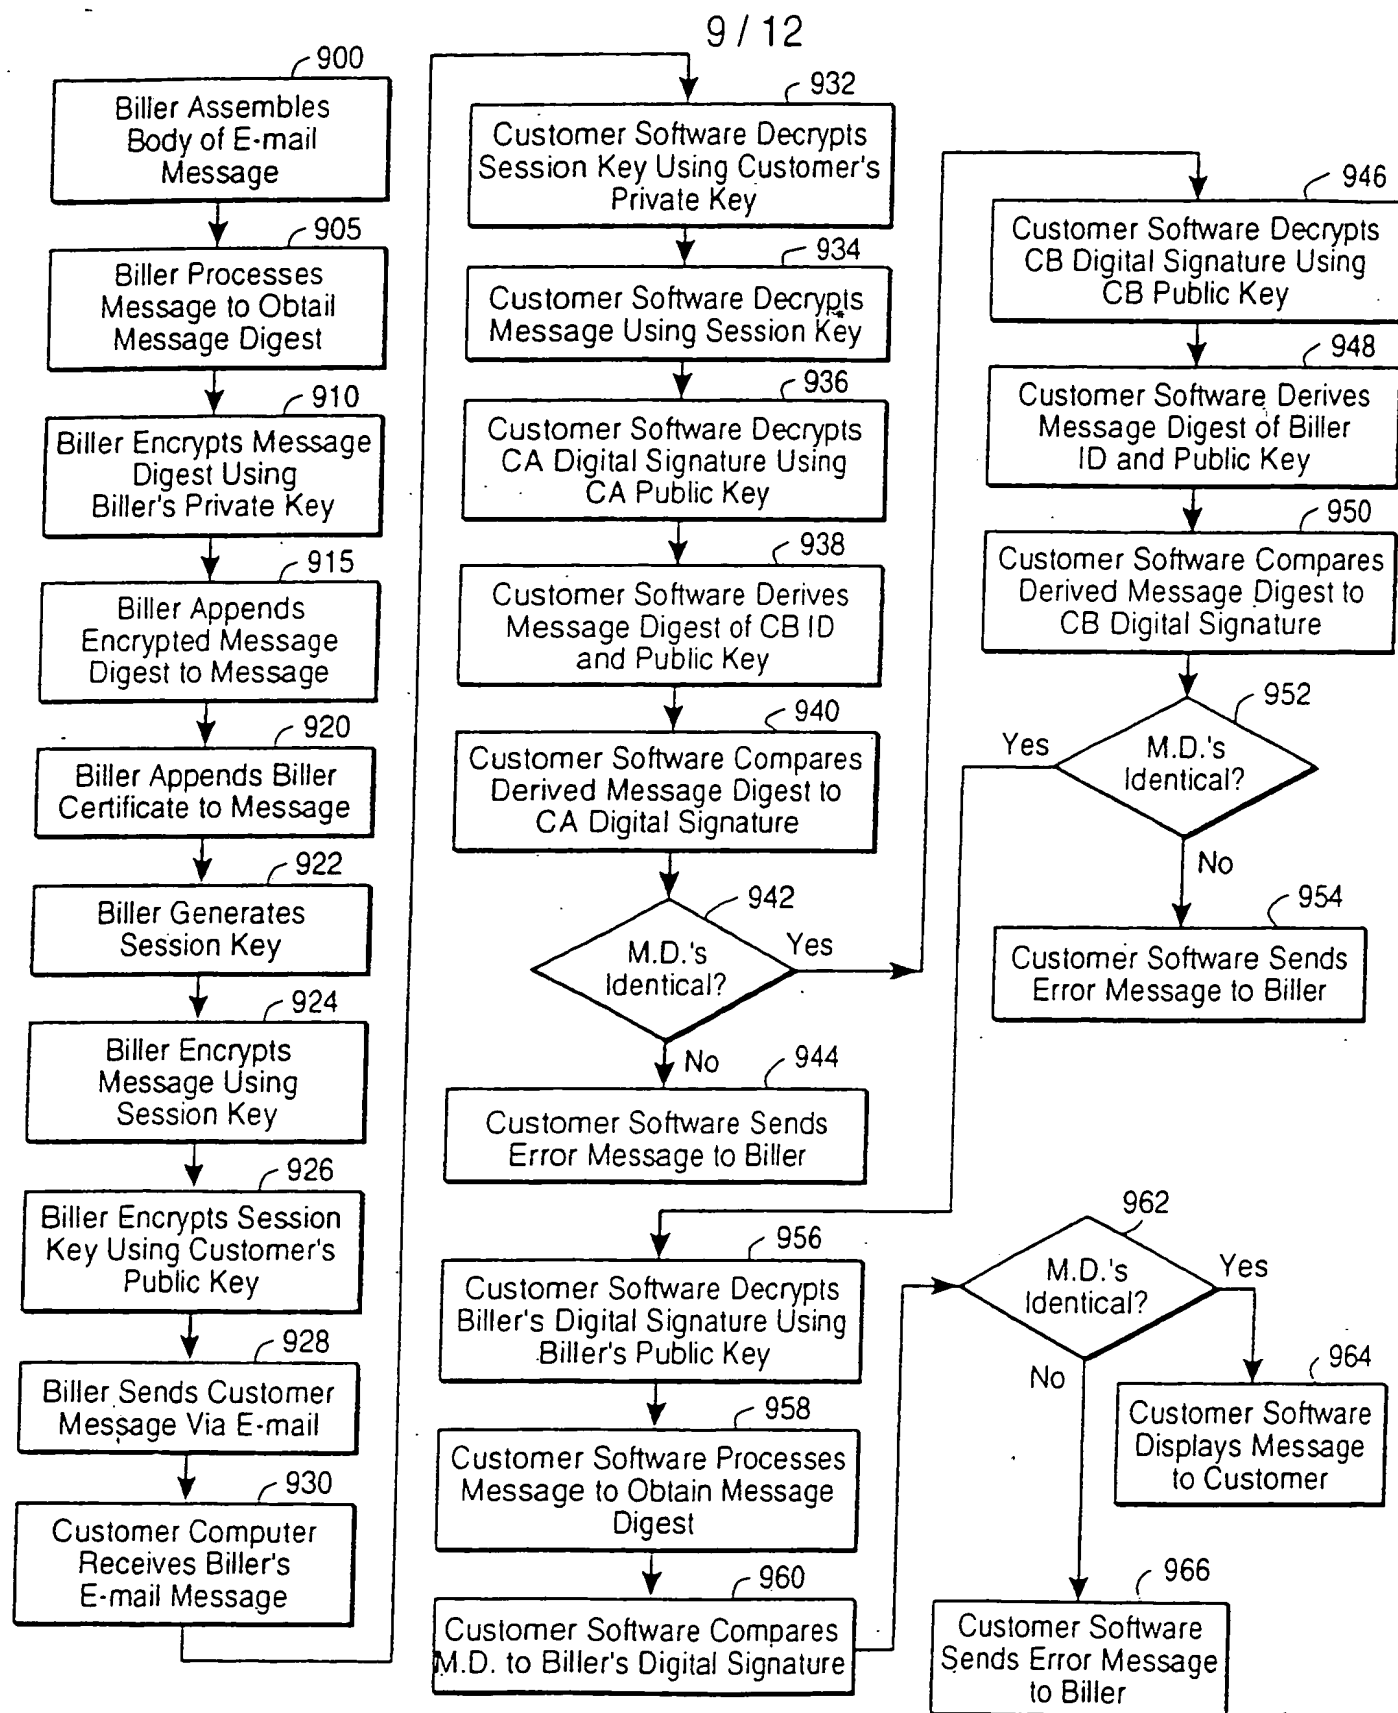 9 / 12
900
Biller Assembles
Body of E-mail
Message
905
Biller Processes
Message to Obtail
Message Digest
910
Biller Encrypts Message
Digest Using
Biller's Private Key
915
Biller Appends
Encrypted Message
Digest to Message
920
Biller Appends Biller
Certificate to Message
922
Biller Generates
Session Key
924
Biller Encrypts
Message Using
Session Key
926
Biller Encrypts Session
Key Using Customer's
Public Key
928
Biller Sends Customer
Message Via E-mail
930
Customer Computer
Receives Biller's
E-mail Message
932
Customer Software Decrypts
Session Key Using Customer's
Private Key
934
Customer Software Decrypts
Message Using Session Key
936
Customer Software Decrypts
CA Digital Signature Using
CA Public Key
938
Customer Software Derives
Message Digest of CB ID
and Public Key
940
Customer Software Compares
Derived Message Digest to
CA Digital Signature
942
M.D.'s
Identical?
Yes
No
944
Customer Software Sends
Error Message to Biller
946
Customer Software Decrypts
CB Digital Signature Using
CB Public Key
948
Customer Software Derives
Message Digest of Biller
ID and Public Key
950
Customer Software Compares
Derived Message Digest to
CB Digital Signature
952
M.D.'s
Identical?
Yes
No
954
Customer Software Sends
Error Message to Biller
956
Customer Software Decrypts
Biller's Digital Signature Using
Biller's Public Key
958
Customer Software Processes
Message to Obtain Message
Digest
960
Customer Software Compares
M.D. to Biller's Digital Signature
962
M.D.'s
Identical?
Yes
No
964
Customer Software
Displays Message
to Customer
966
Customer Software
Sends Error Message
to Biller